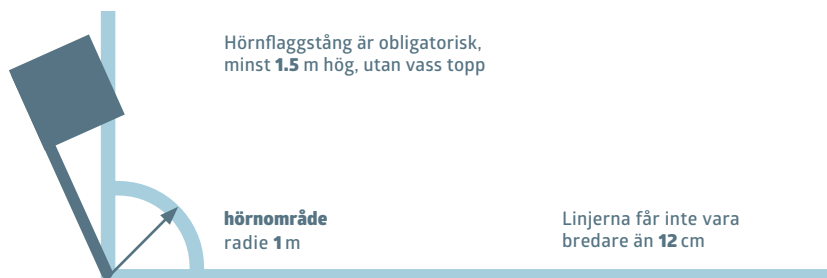 Hörnflaggstång är obligatorisk,
minst 1.5 m hög, utan vass topp
hörnområde
radie 1 m
Linjerna får inte vara
bredare än 12 cm